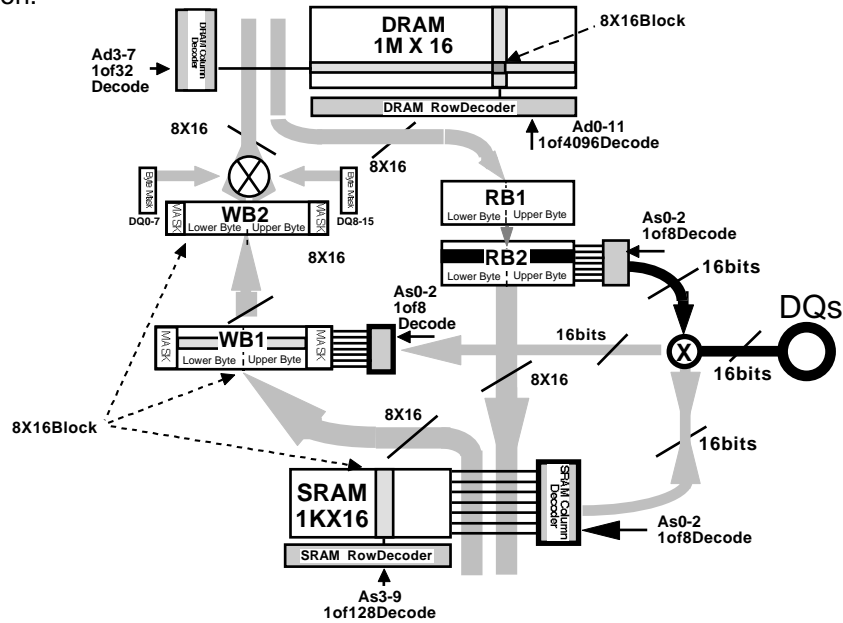 on.
DRAM
1M X 16
8X16Block
DRAM Column
Decoder
Ad3-7
1of32
Decode
DRAM RowDecoder
Ad0-11
1of4096Decode
8X16
8X16
Byte Mask
DQ0-7
Byte Mask
DQ8-15
MASK
WB2
Lower Byte
Upper Byte
MASK
8X16
RB1
Lower Byte
Upper Byte
RB2
Lower Byte
Upper Byte
As0-2
1of8Decode
16bits
DQs
As0-2
1of8
Decode
MASK
WB1
Lower Byte
Upper Byte
MASK
16bits
X
16bits
8X16
8X16Block
8X16
16bits
SRAM
1KX16
SRAM Column
Decoder
As0-2
1of8Decode
SRAM RowDecoder
As3-9
1of128Decode